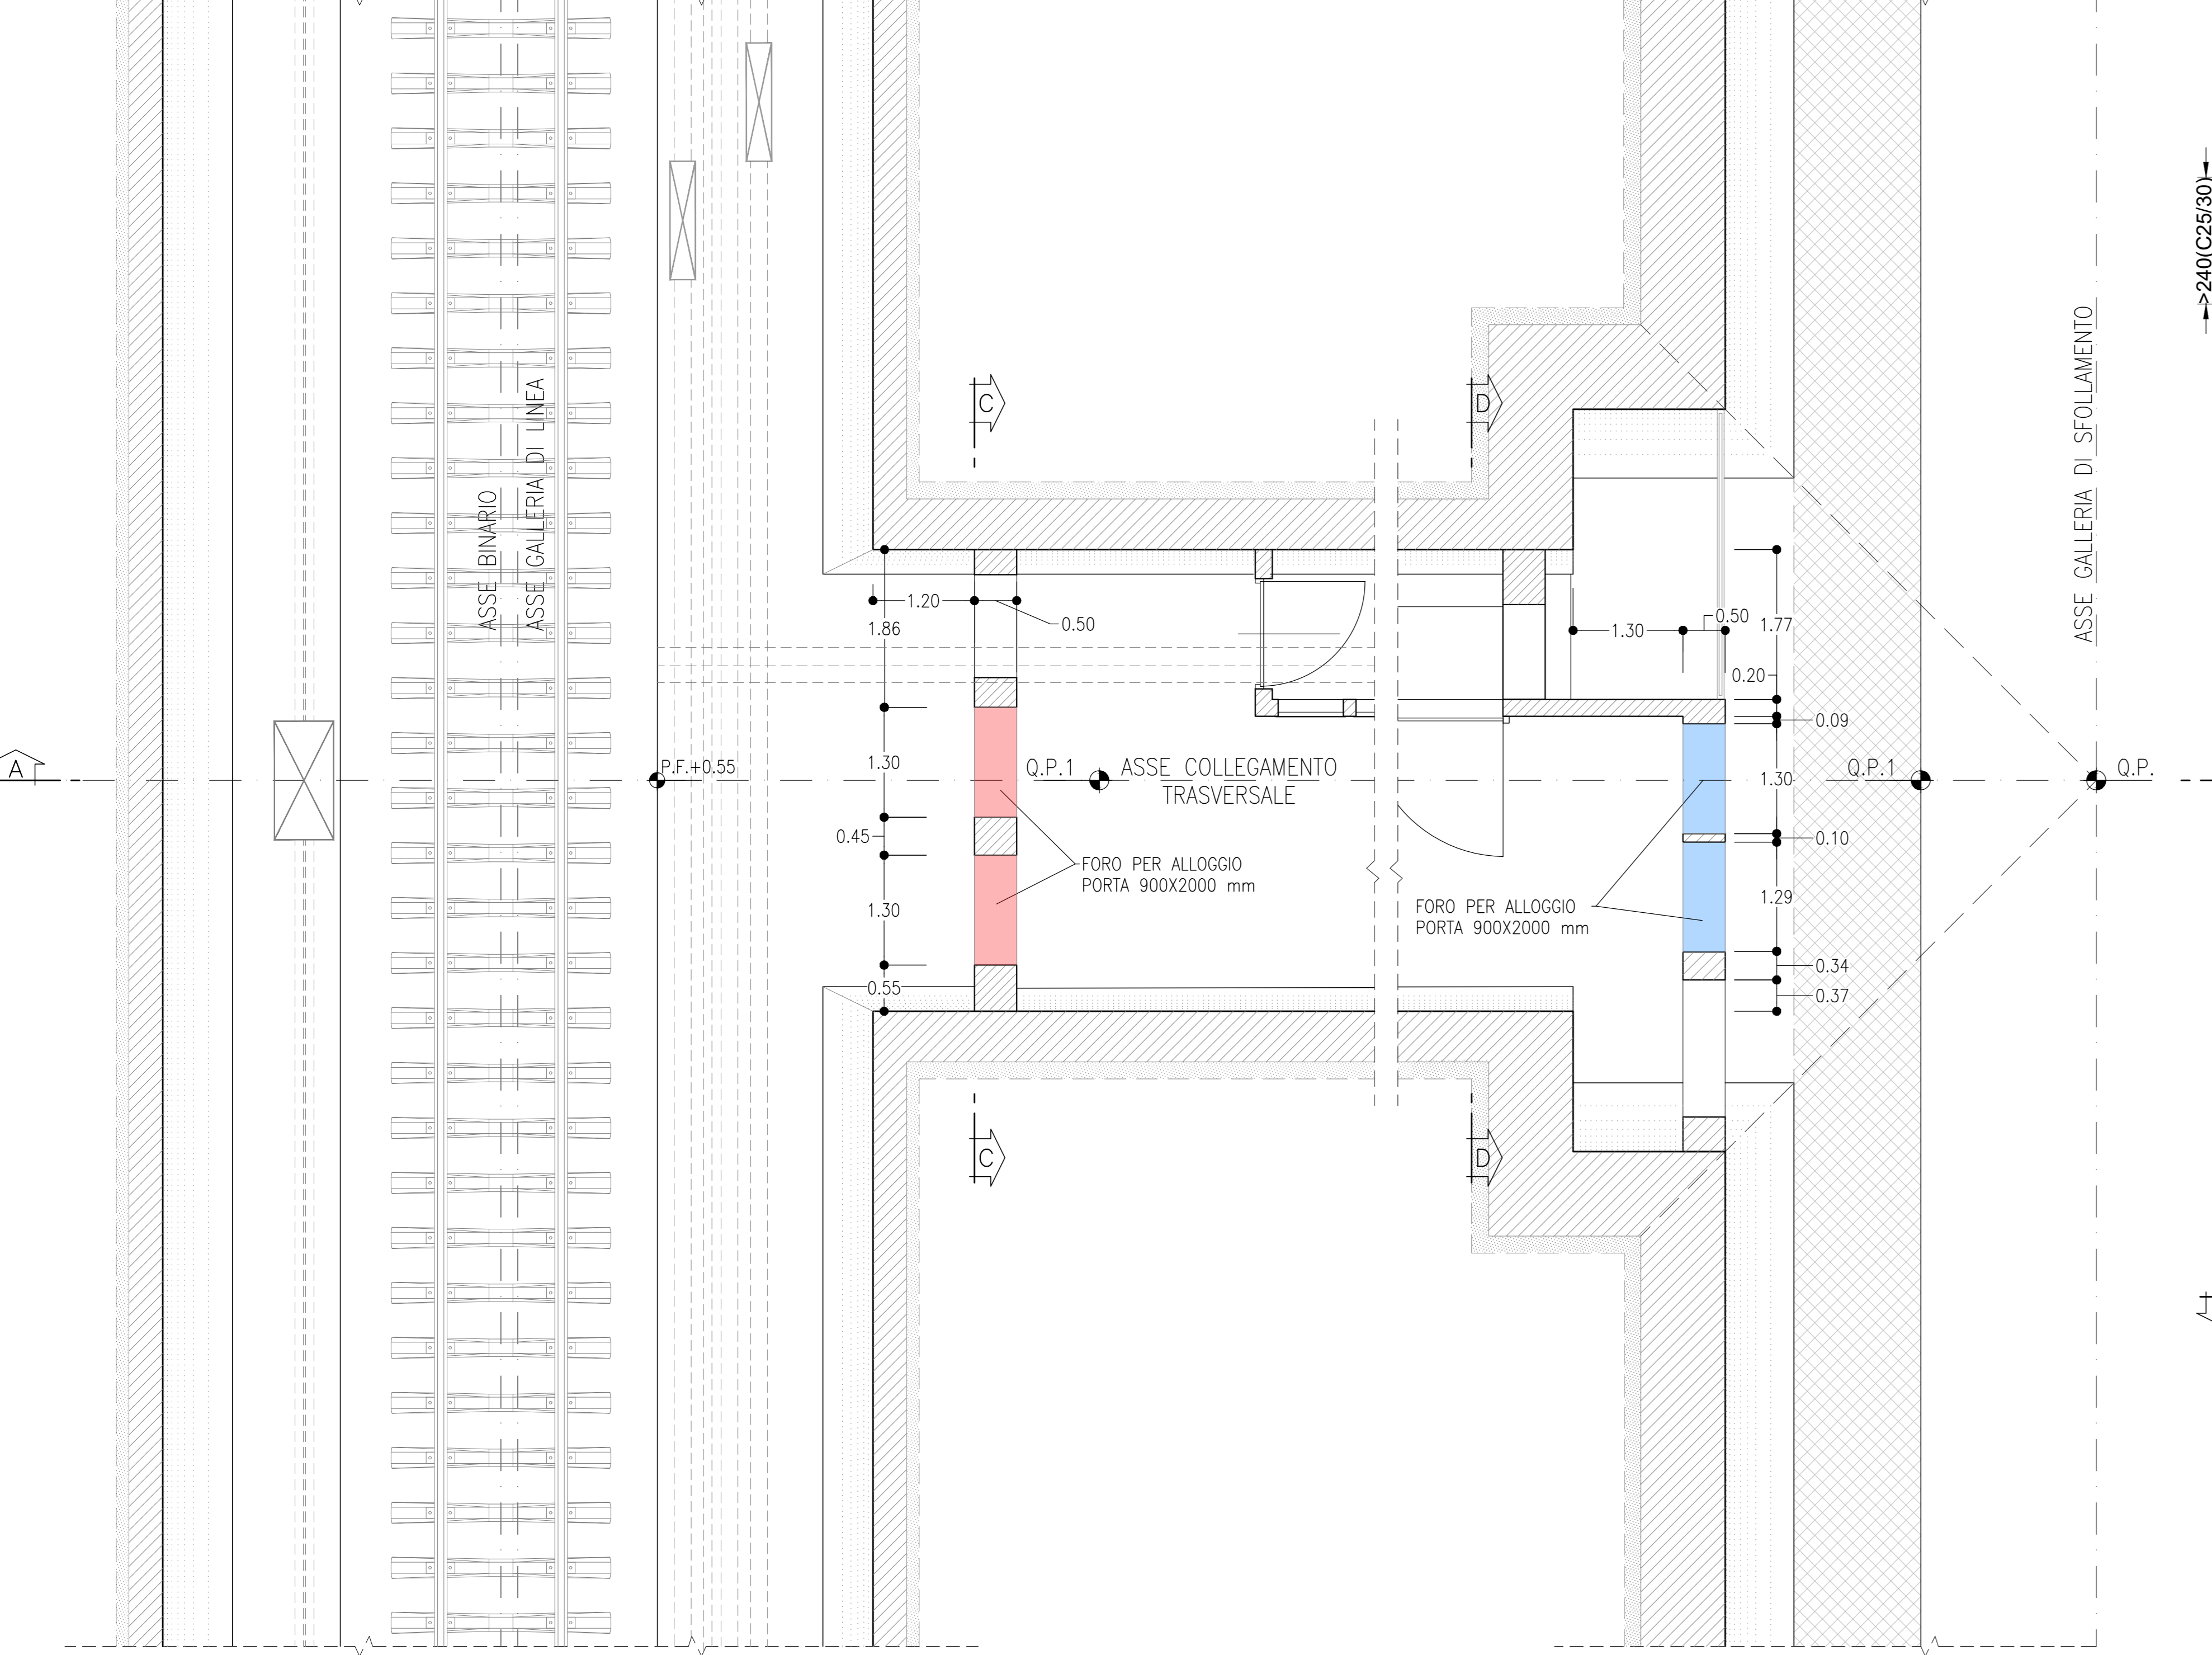 >240(C25/30)
ASSE BINARIO
ASSE GALLERIA DI LINEA
ASSE GALLERIA DI SFOLLAMENTO
C
D
1.20
0.50
1.86
0.50
1.30
1.77
0.20
0.09
A
P.F.+0.55
1.30
Q.P.1
ASSE COLLEGAMENTO
TRASVERSALE
1.30
Q.P.1
Q.P.
0.45
0.10
FORO PER ALLOGGIO
PORTA 900X2000 mm
1.29
FORO PER ALLOGGIO
PORTA 900X2000 mm
1.30
0.34
0.55
0.37
C
D